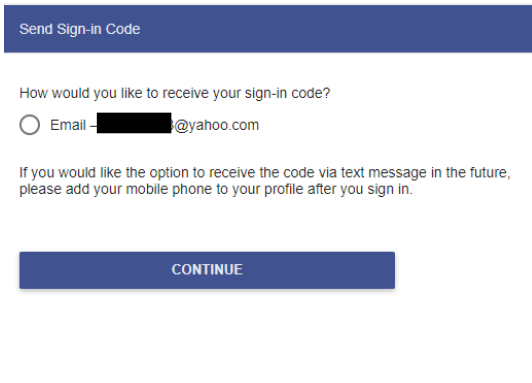 Send Sign-in Code
How would you like to receive your sign-in code?
Email – @yahoo.com
If you would like the option to receive the code via text message in the future,
please add your mobile phone to your profile after you sign in.
CONTINUE